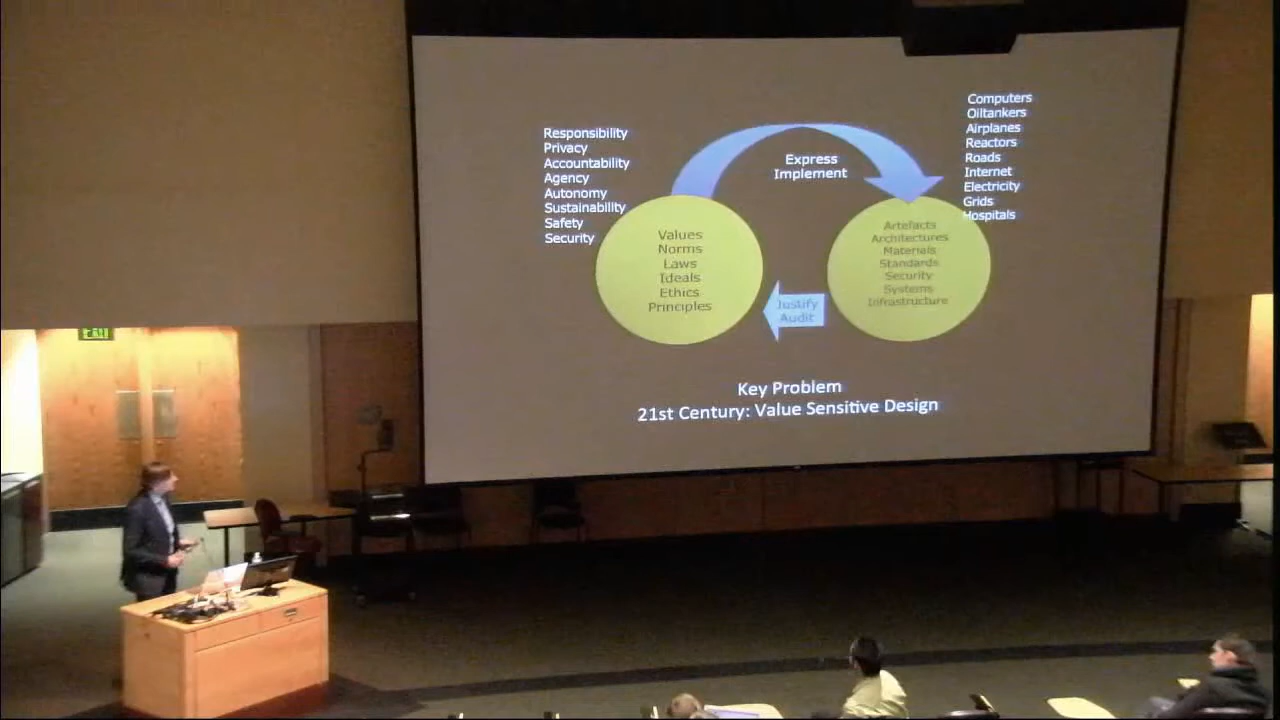 Responsibility
Privacy
Accountability
Agency
Autonomy
Sustainability
Safety
Security
Express
Implement
Computers
Oiltankers
Airplanes
Reactors
Roads
Internet
Electricity
Grids
Hospitals
Values
Norms
Laws
Ideals
Ethics
Principles
Artefacts
Architectures
Materials
Standards
Security
Systems
Infrastructure
Justify
Audit
Key Problem
21st Century: Value Sensitive Design
EXIT